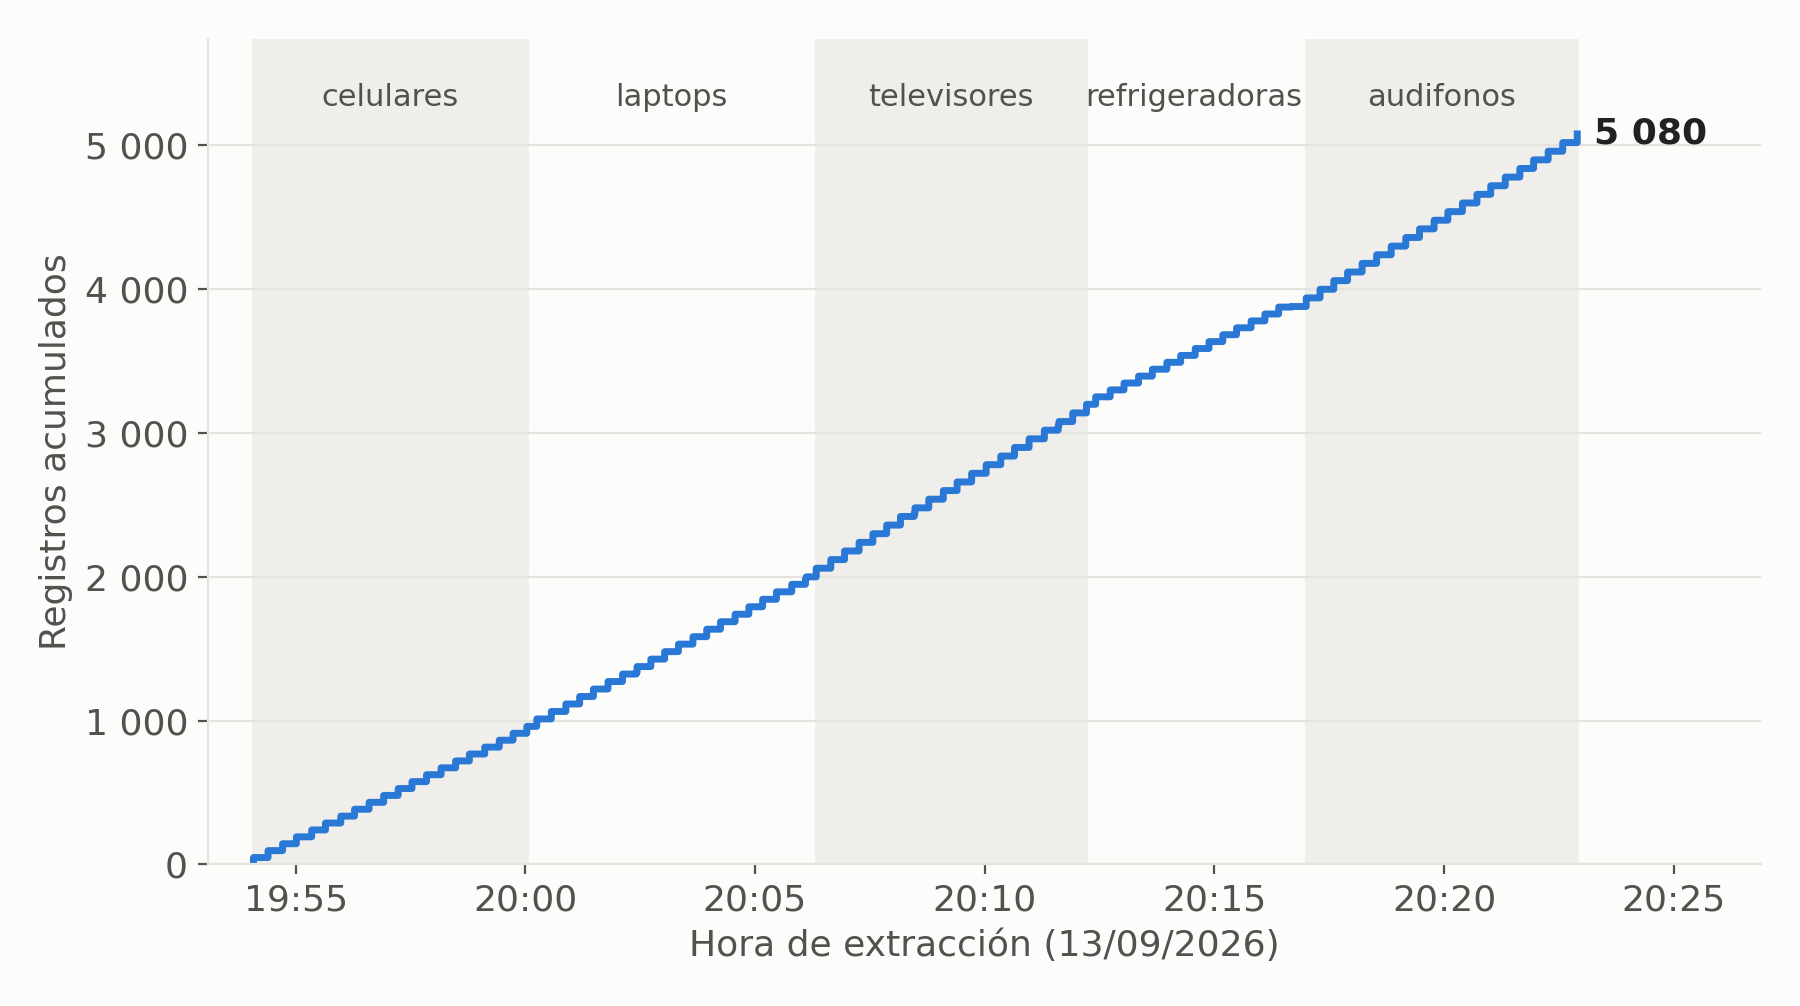 celulares
laptops
televisores
refrigeradoras
audifonos
5 080
5 000
4 000
3 000
2 000
1 000
0
Registros acumulados
19:55
20:00
20:05
20:10
20:15
20:20
20:25
Hora de extracción (13/09/2026)